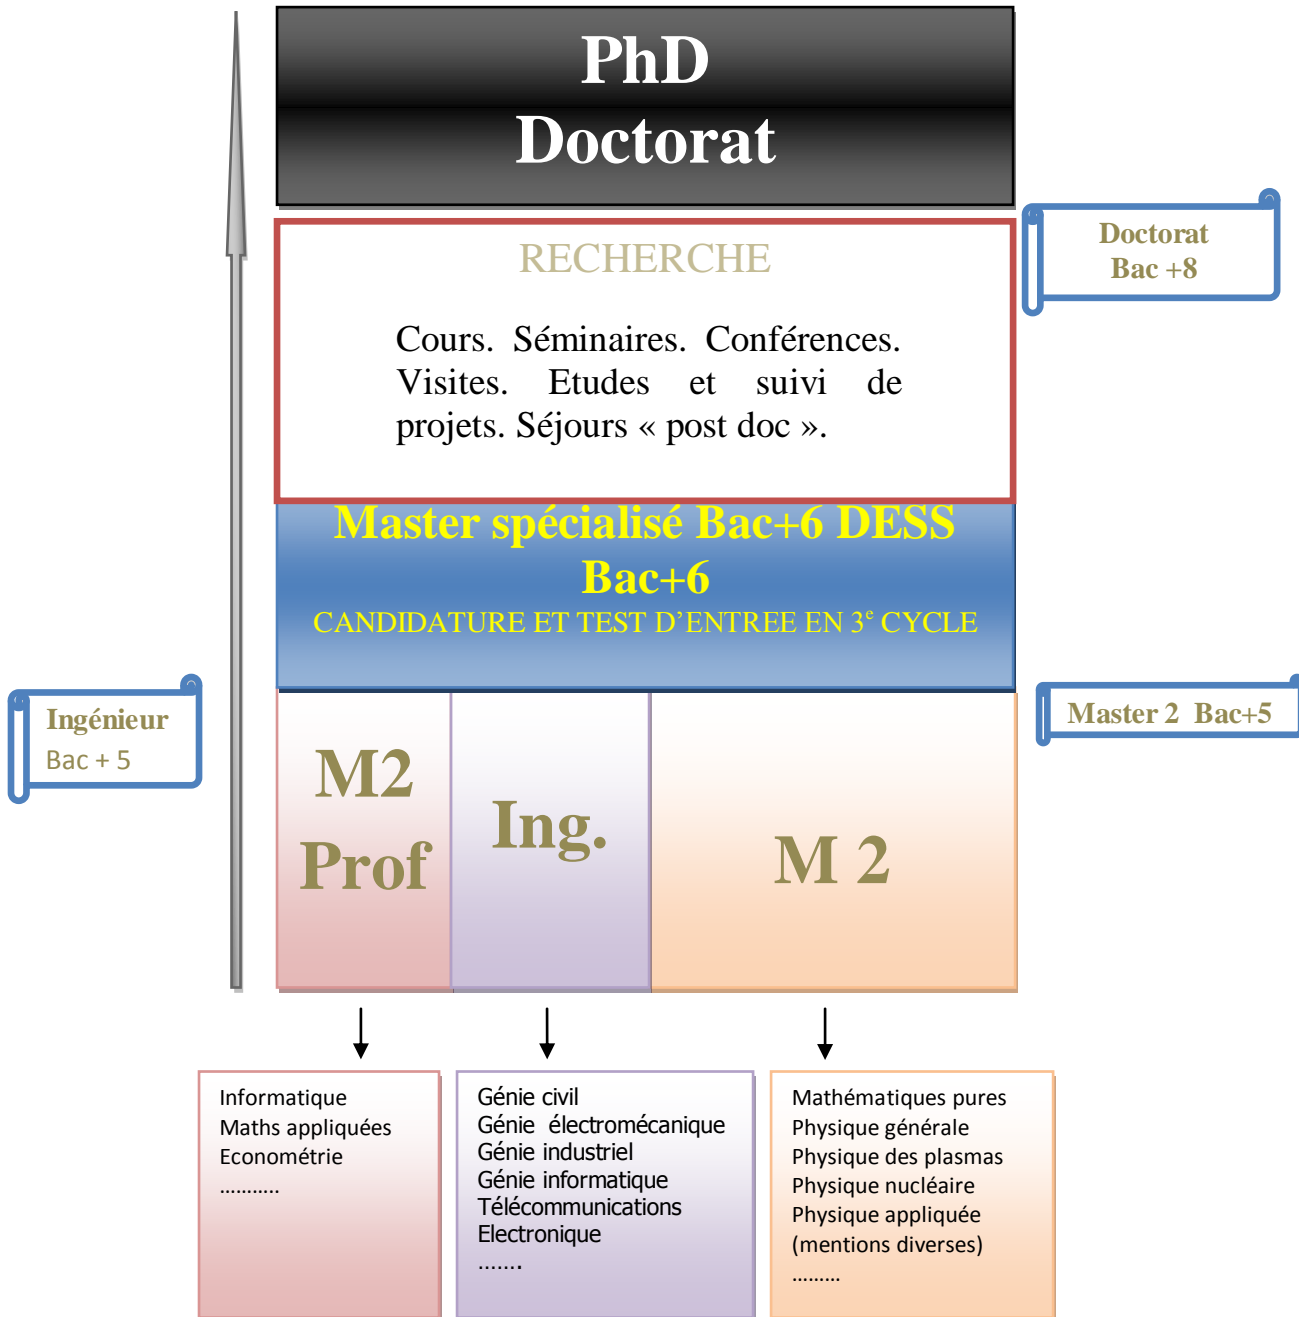 PhD
Doctorat
Doctorat
Bac +8
RECHERCHE
Cours. Séminaires. Conférences.
Visites. Etudes et suivi de
projets. Séjours « post doc ».
Master spécialisé Bac+6 DESS
Bac+6
CANDIDATURE ET TEST D’ENTREE EN 3e CYCLE
Ingénieur
Bac + 5
Master 2 Bac+5
M2
Prof
Ing.
M 2
Informatique
Maths appliquées
Econométrie
………..
Génie civil
Génie électromécanique
Génie industriel
Génie informatique
Télécommunications
Electronique
…….
Mathématiques pures
Physique générale
Physique des plasmas
Physique nucléaire
Physique appliquée
(mentions diverses)
………